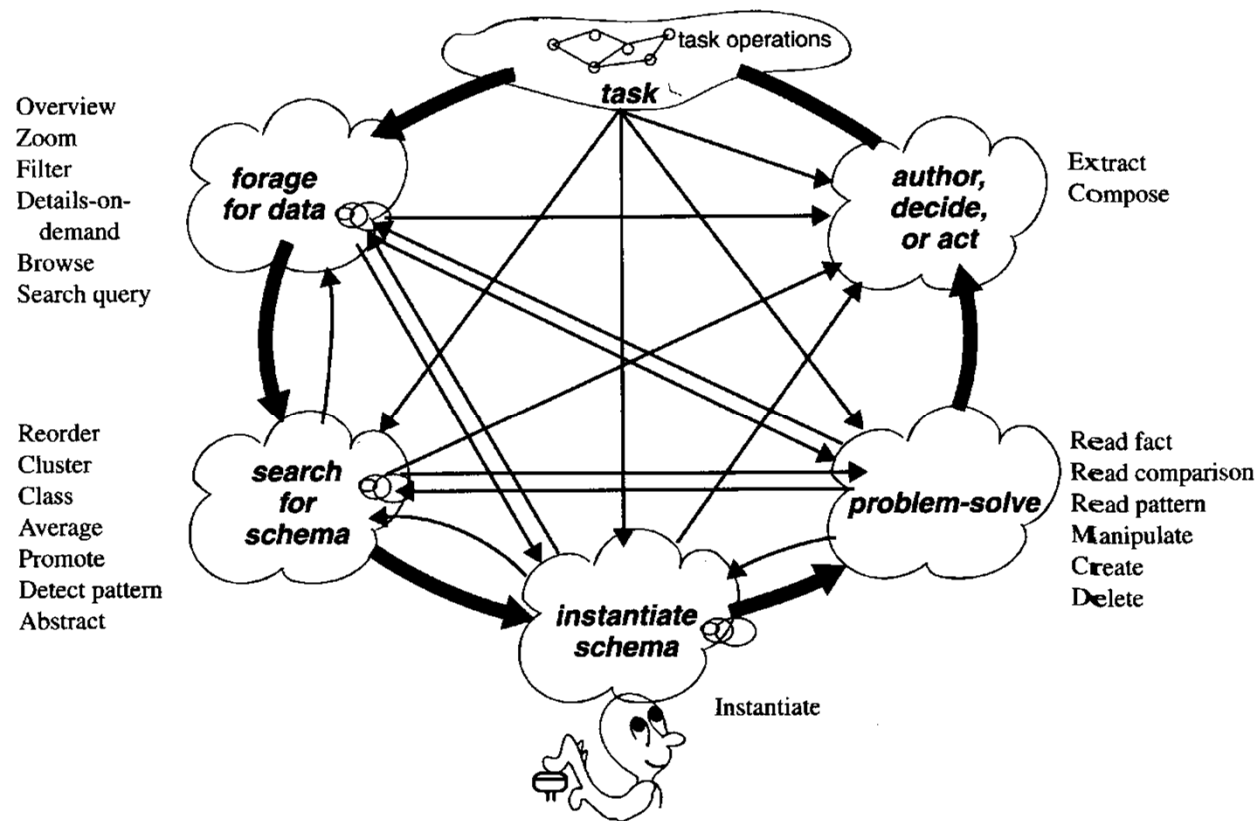 task operations
task
Overview
Zoom
Filter
Details-on-
demand
Browse
Search query
forage
for data
author,
decide,
or act
Extract
Compose
Reorder
Cluster
Class
Average
Promote
Detect pattern
Abstract
search
for
schema
problem-solve
Read fact
Read comparison
Read pattern
Manipulate
Create
Delete
instantiate
schema
Instantiate